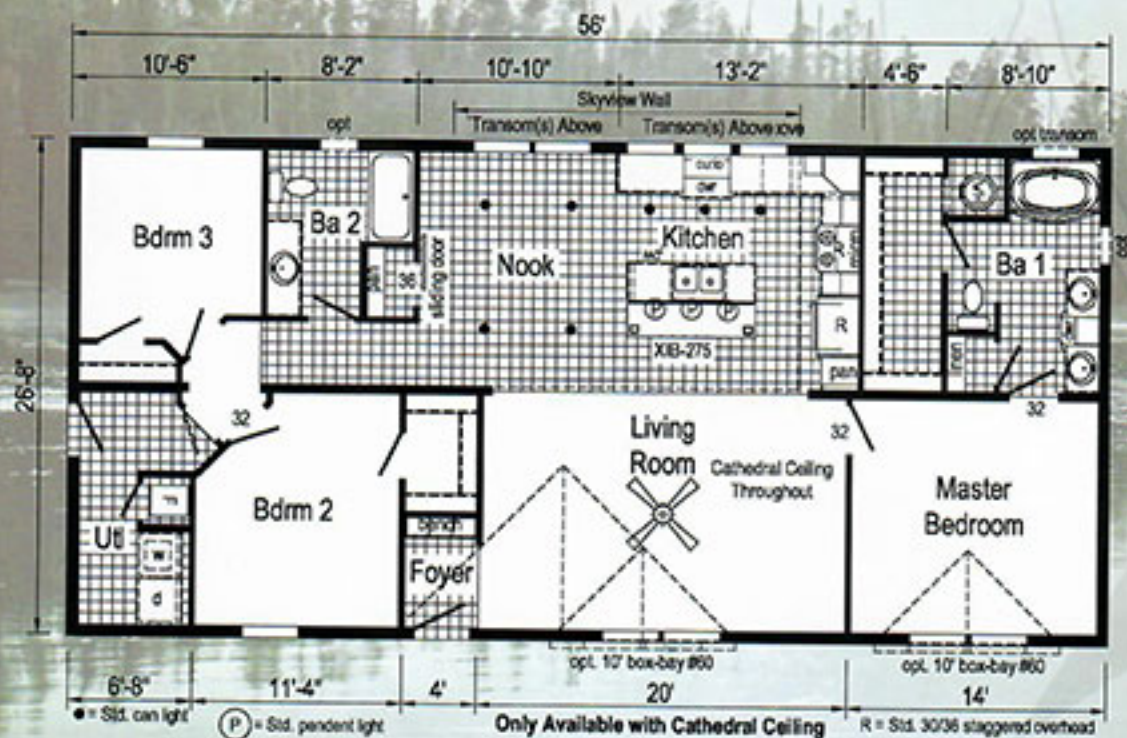 56'
10'-6" 8'-2" 10'-10" 13'-2" 4'-6" 8'-10"
Skyview Wall
opt Transom(s) Above Transom(s) Above opt transom
26'-8"
Bdrm 3
Ba 2
pan
36
sliding door
Nook
Kitchen
dw
R
pan
XIB-275
P P P
Ba 1
opt
32
32
32
Living
Room
Cathedral Ceiling
Throughout
Master
Bedroom
Bdrm 2
bench
Foyer
Utl
w
d
opt. 10' box-bay #60 opt. 10' box-bay #60
6'-8" 11'-4" 4' 20' 14'
= Std. can light P = Std. pendent light Only Available with Cathedral Ceiling R = Std. 30/36 staggered overhead